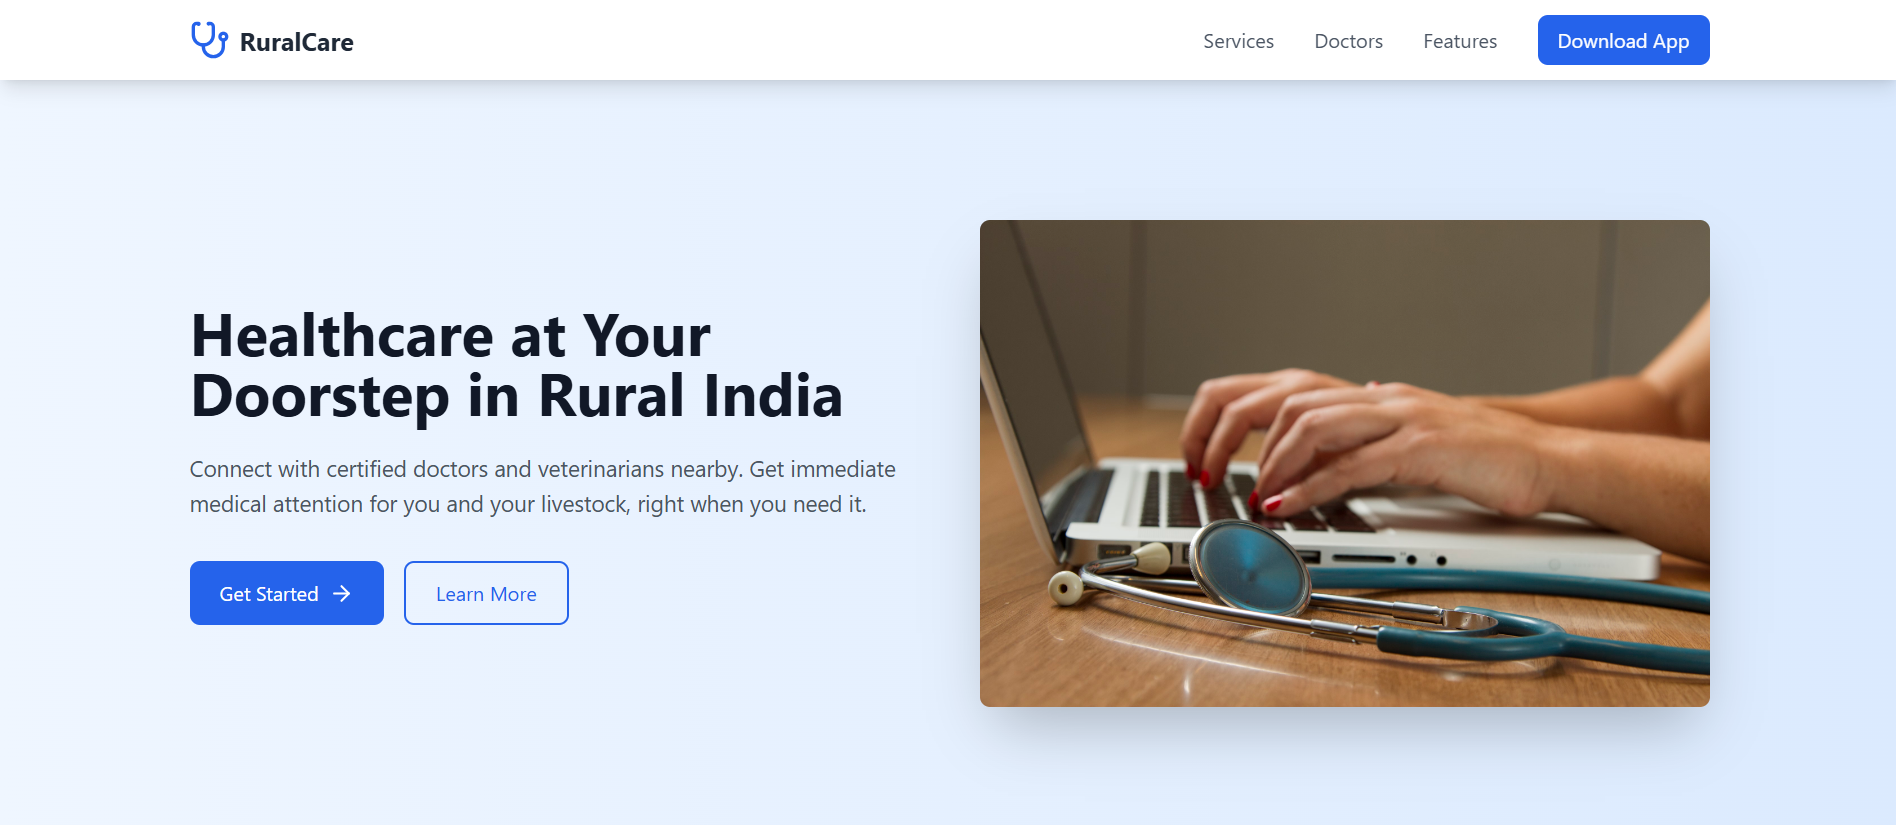 RuralCare
Services
Doctors
Features
Download App
Healthcare at Your
Doorstep in Rural India
Connect with certified doctors and veterinarians nearby. Get immediate
medical attention for you and your livestock, right when you need it.
Get Started
Learn More